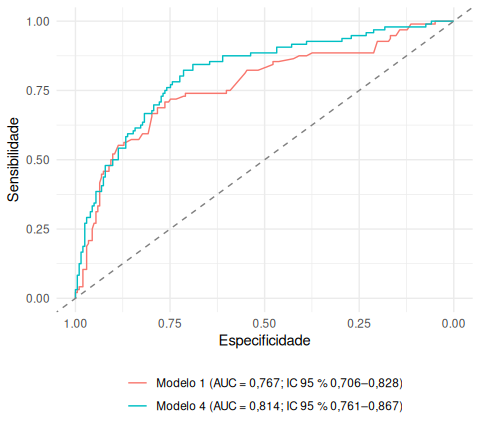 1.00
0.75
0.50
0.25
0.00
Sensibilidade
1.00 0.75 0.50 0.25 0.00
Especificidade
Modelo 1 (AUC = 0,767; IC 95 % 0,706–0,828)
Modelo 4 (AUC = 0,814; IC 95 % 0,761–0,867)